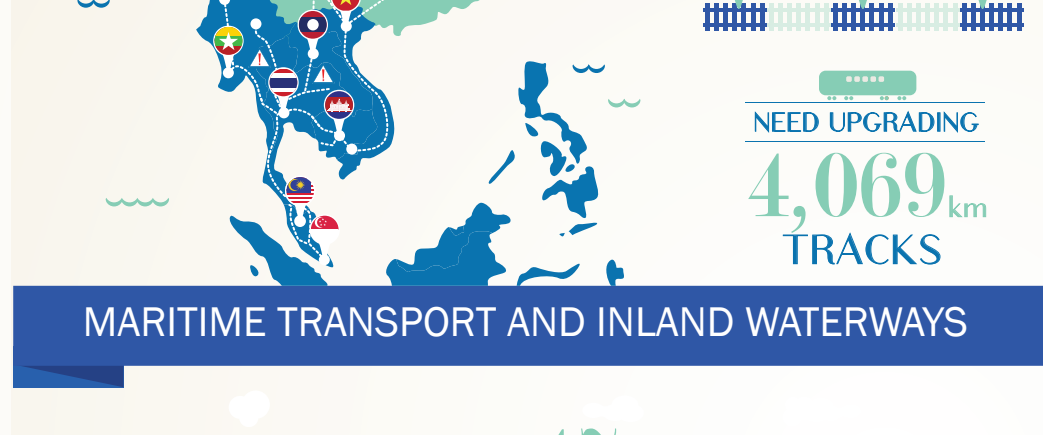 NEED UPGRADING
4,069km
TRACKS
MARITIME TRANSPORT AND INLAND WATERWAYS